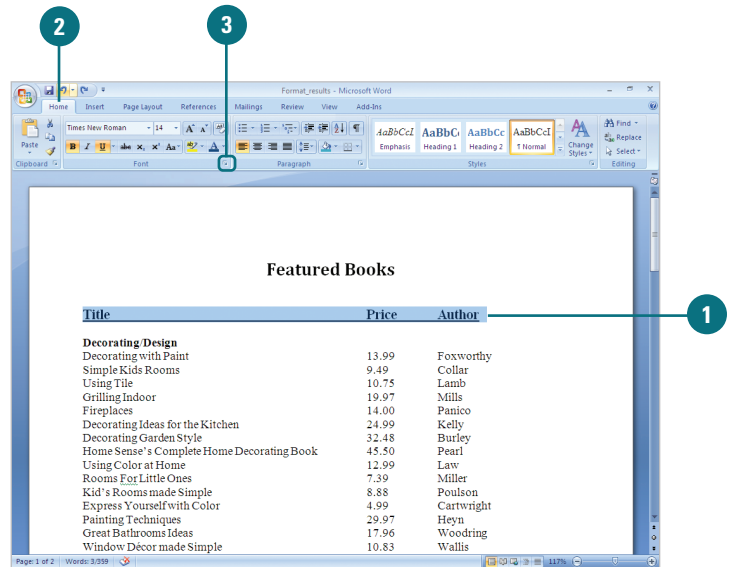 2
3
Format_results - Microsoft Word
Home Insert Page Layout References Mailings Review View Add-Ins
Paste
Times New Roman 14
B I U abc x₂ x² Aa ab A
AaBbCcI AaBbC AaBbCc AaBbCcI
Emphasis Heading 1 Heading 2 ¶ Normal
Change Styles
Find
Replace
Select
Clipboard Font Paragraph Styles Editing
Featured Books
Title Price Author
1
Decorating/Design
Decorating with Paint 13.99 Foxworthy
Simple Kids Rooms 9.49 Collar
Using Tile 10.75 Lamb
Grilling Indoor 19.97 Mills
Fireplaces 14.00 Panico
Decorating Ideas for the Kitchen 24.99 Kelly
Decorating Garden Style 32.48 Burley
Home Sense's Complete Home Decorating Book 45.50 Pearl
Using Color at Home 12.99 Law
Rooms For Little Ones 7.39 Miller
Kid's Rooms made Simple 8.88 Poulson
Express Yourself with Color 4.99 Cartwright
Painting Techniques 29.97 Heyn
Great Bathrooms Ideas 17.96 Woodring
Window Décor made Simple 10.83 Wallis
Page: 1 of 2 Words: 3/359 117%